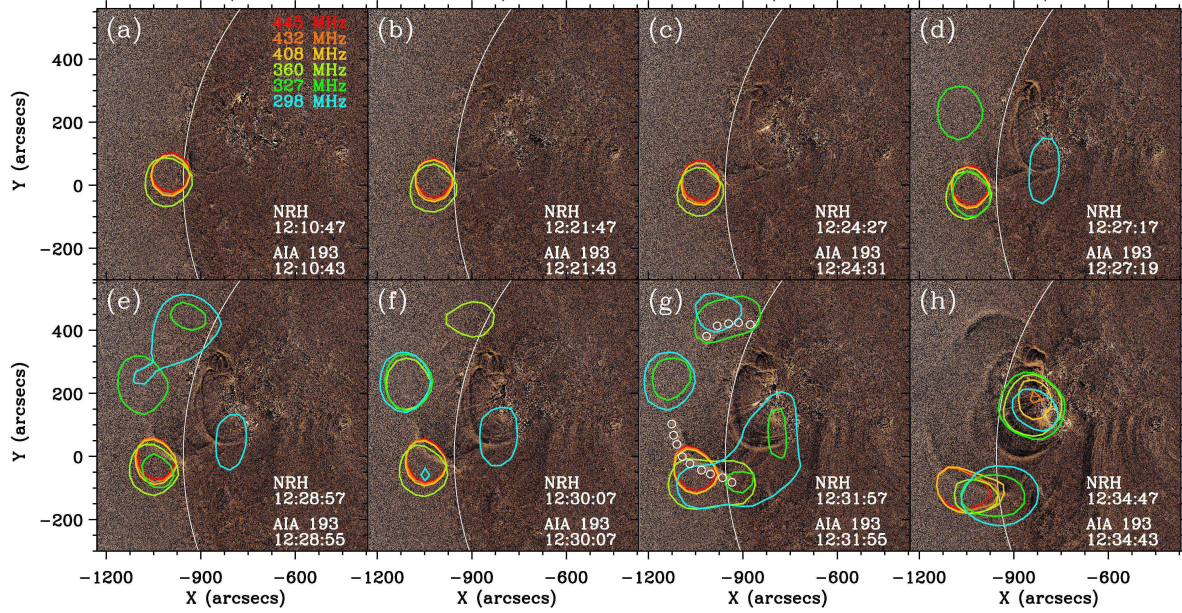 (a)
445 MHz
432 MHz
408 MHz
360 MHz
327 MHz
298 MHz
NRH
12:10:47
AIA 193
12:10:43
(b)
NRH
12:21:47
AIA 193
12:21:43
(c)
NRH
12:24:27
AIA 193
12:24:31
(d)
NRH
12:27:17
AIA 193
12:27:19
400
200
0
−200
Y (arcsecs)
(e)
NRH
12:28:57
AIA 193
12:28:55
(f)
NRH
12:30:07
AIA 193
12:30:07
(g)
NRH
12:31:57
AIA 193
12:31:55
(h)
NRH
12:34:47
AIA 193
12:34:43
400
200
0
−200
Y (arcsecs)
−1200 −900 −600
X (arcsecs)
−1200 −900 −600
X (arcsecs)
−1200 −900 −600
X (arcsecs)
−1200 −900 −600
X (arcsecs)